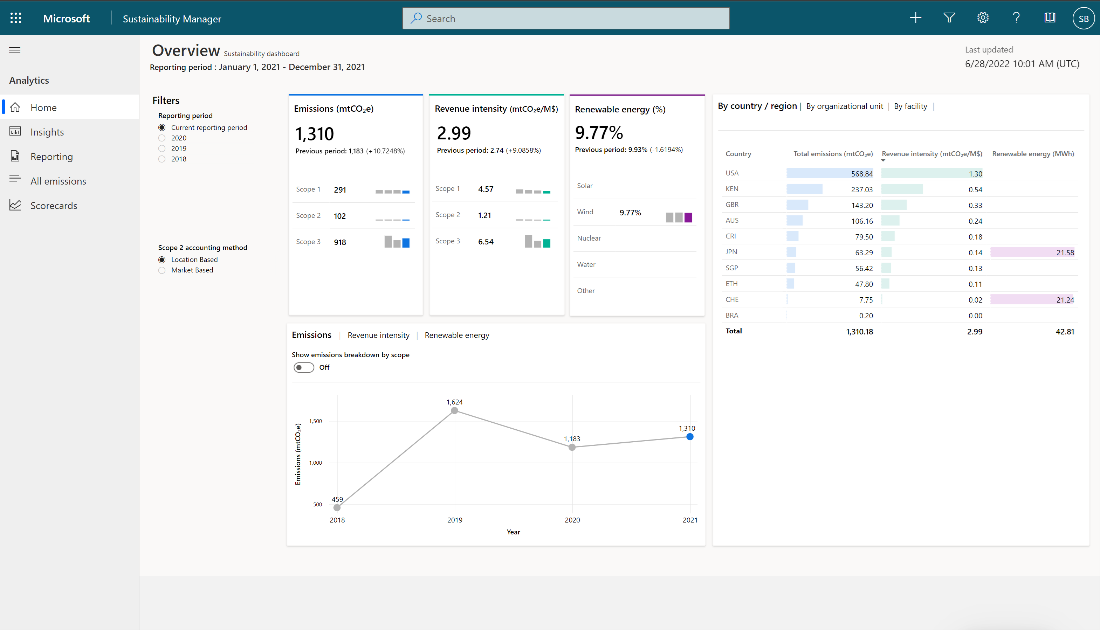 Microsoft
Sustainability Manager
Search
?
SB
Overview Sustainability dashboard
Reporting period : January 1, 2021 - December 31, 2021
Last updated
6/28/2022 10:01 AM (UTC)
Analytics
Home
Insights
Reporting
All emissions
Scorecards
Filters
Reporting period
Current reporting period
2020
2019
2018
Scope 2 accounting method
Location Based
Market Based
Emissions (mtCO₂e)
1,310
Previous period: 1,183 (+10.7248%)
Scope 1 291
Scope 2 102
Scope 3 918
Revenue intensity (mtCO₂e/M$)
2.99
Previous period: 2.74 (+9.0858%)
Scope 1 4.57
Scope 2 1.21
Scope 3 6.54
Renewable energy (%)
9.77%
Previous period: 9.93% (-1.6194%)
Solar
Wind 9.77%
Nuclear
Water
Other
By country / region | By organizational unit | By facility |
Country Total emissions (mtCO₂e) Revenue intensity (mtCO₂e/M$) Renewable energy (MWh)
USA 568.84 1.30
KEN 237.03 0.54
GBR 143.20 0.33
AUS 106.16 0.24
CRI 79.50 0.18
JPN 63.29 0.14 21.58
SGP 56.42 0.13
ETH 47.80 0.11
CHE 7.75 0.02 21.24
BRA 0.20 0.00
Total 1,310.18 2.99 42.81
Emissions | Revenue intensity | Renewable energy
Show emissions breakdown by scope
Off
Emissions (mtCO₂e)
1,500
1,000
500
459
1,624
1,183
1,310
2018 2019 2020 2021
Year